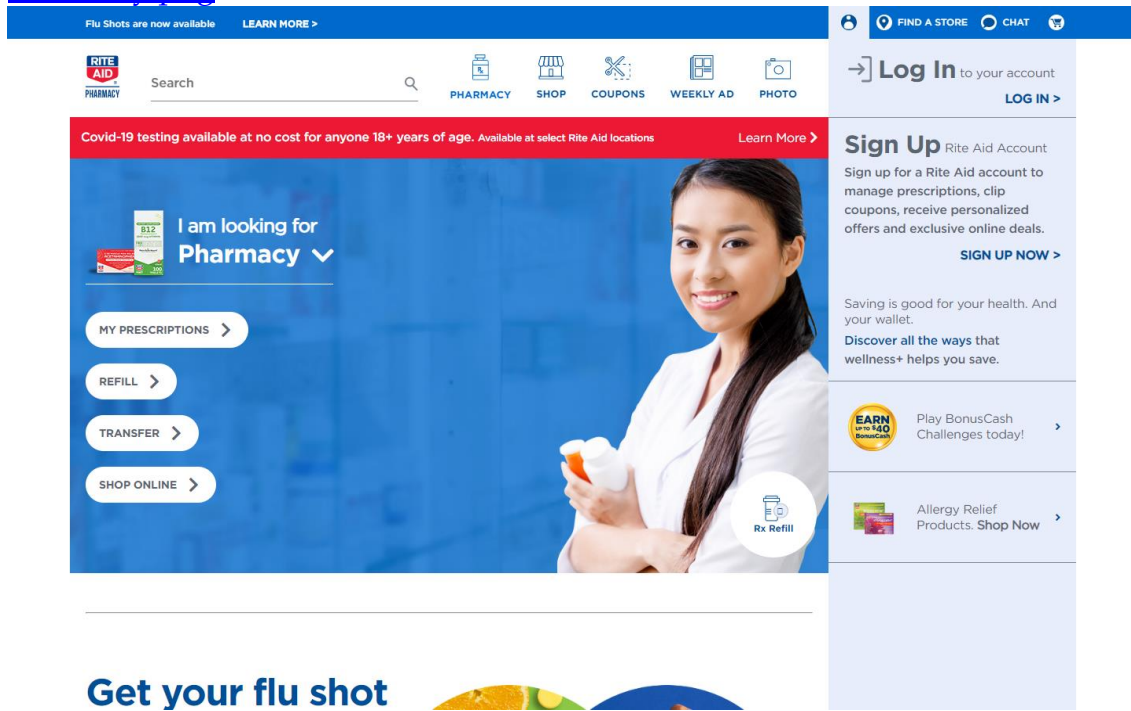 Flu Shots are now available LEARN MORE >
FIND A STORE CHAT
RITE
AID
PHARMACY
Search
PHARMACY SHOP COUPONS WEEKLY AD PHOTO
Covid-19 testing available at no cost for anyone 18+ years of age. Available at select Rite Aid locations Learn More >
I am looking for
Pharmacy
B12
MY PRESCRIPTIONS >
REFILL >
TRANSFER >
SHOP ONLINE >
Rx Refill
Log In to your account
LOG IN >
Sign Up Rite Aid Account
Sign up for a Rite Aid account to
manage prescriptions, clip
coupons, receive personalized
offers and exclusive online deals.
SIGN UP NOW >
Saving is good for your health. And
your wallet.
Discover all the ways that
wellness+ helps you save.
EARN
UP TO $40
BonusCash
Play BonusCash
Challenges today!
Allergy Relief
Products. Shop Now
Get your flu shot